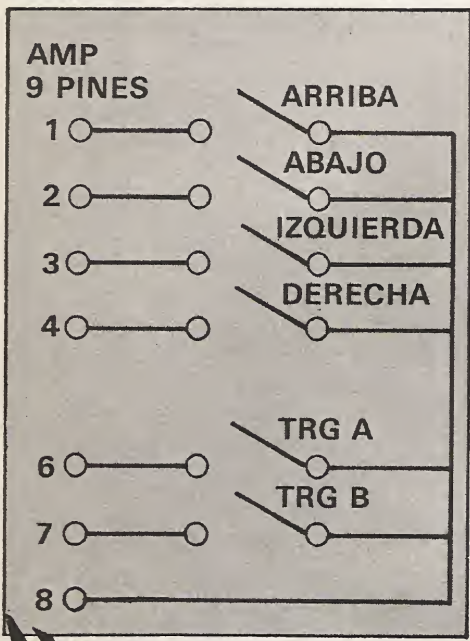 AMP
9 PINES
1 ARRIBA
2 ABAJO
3 IZQUIERDA
4 DERECHA
6 TRG A
7 TRG B
8